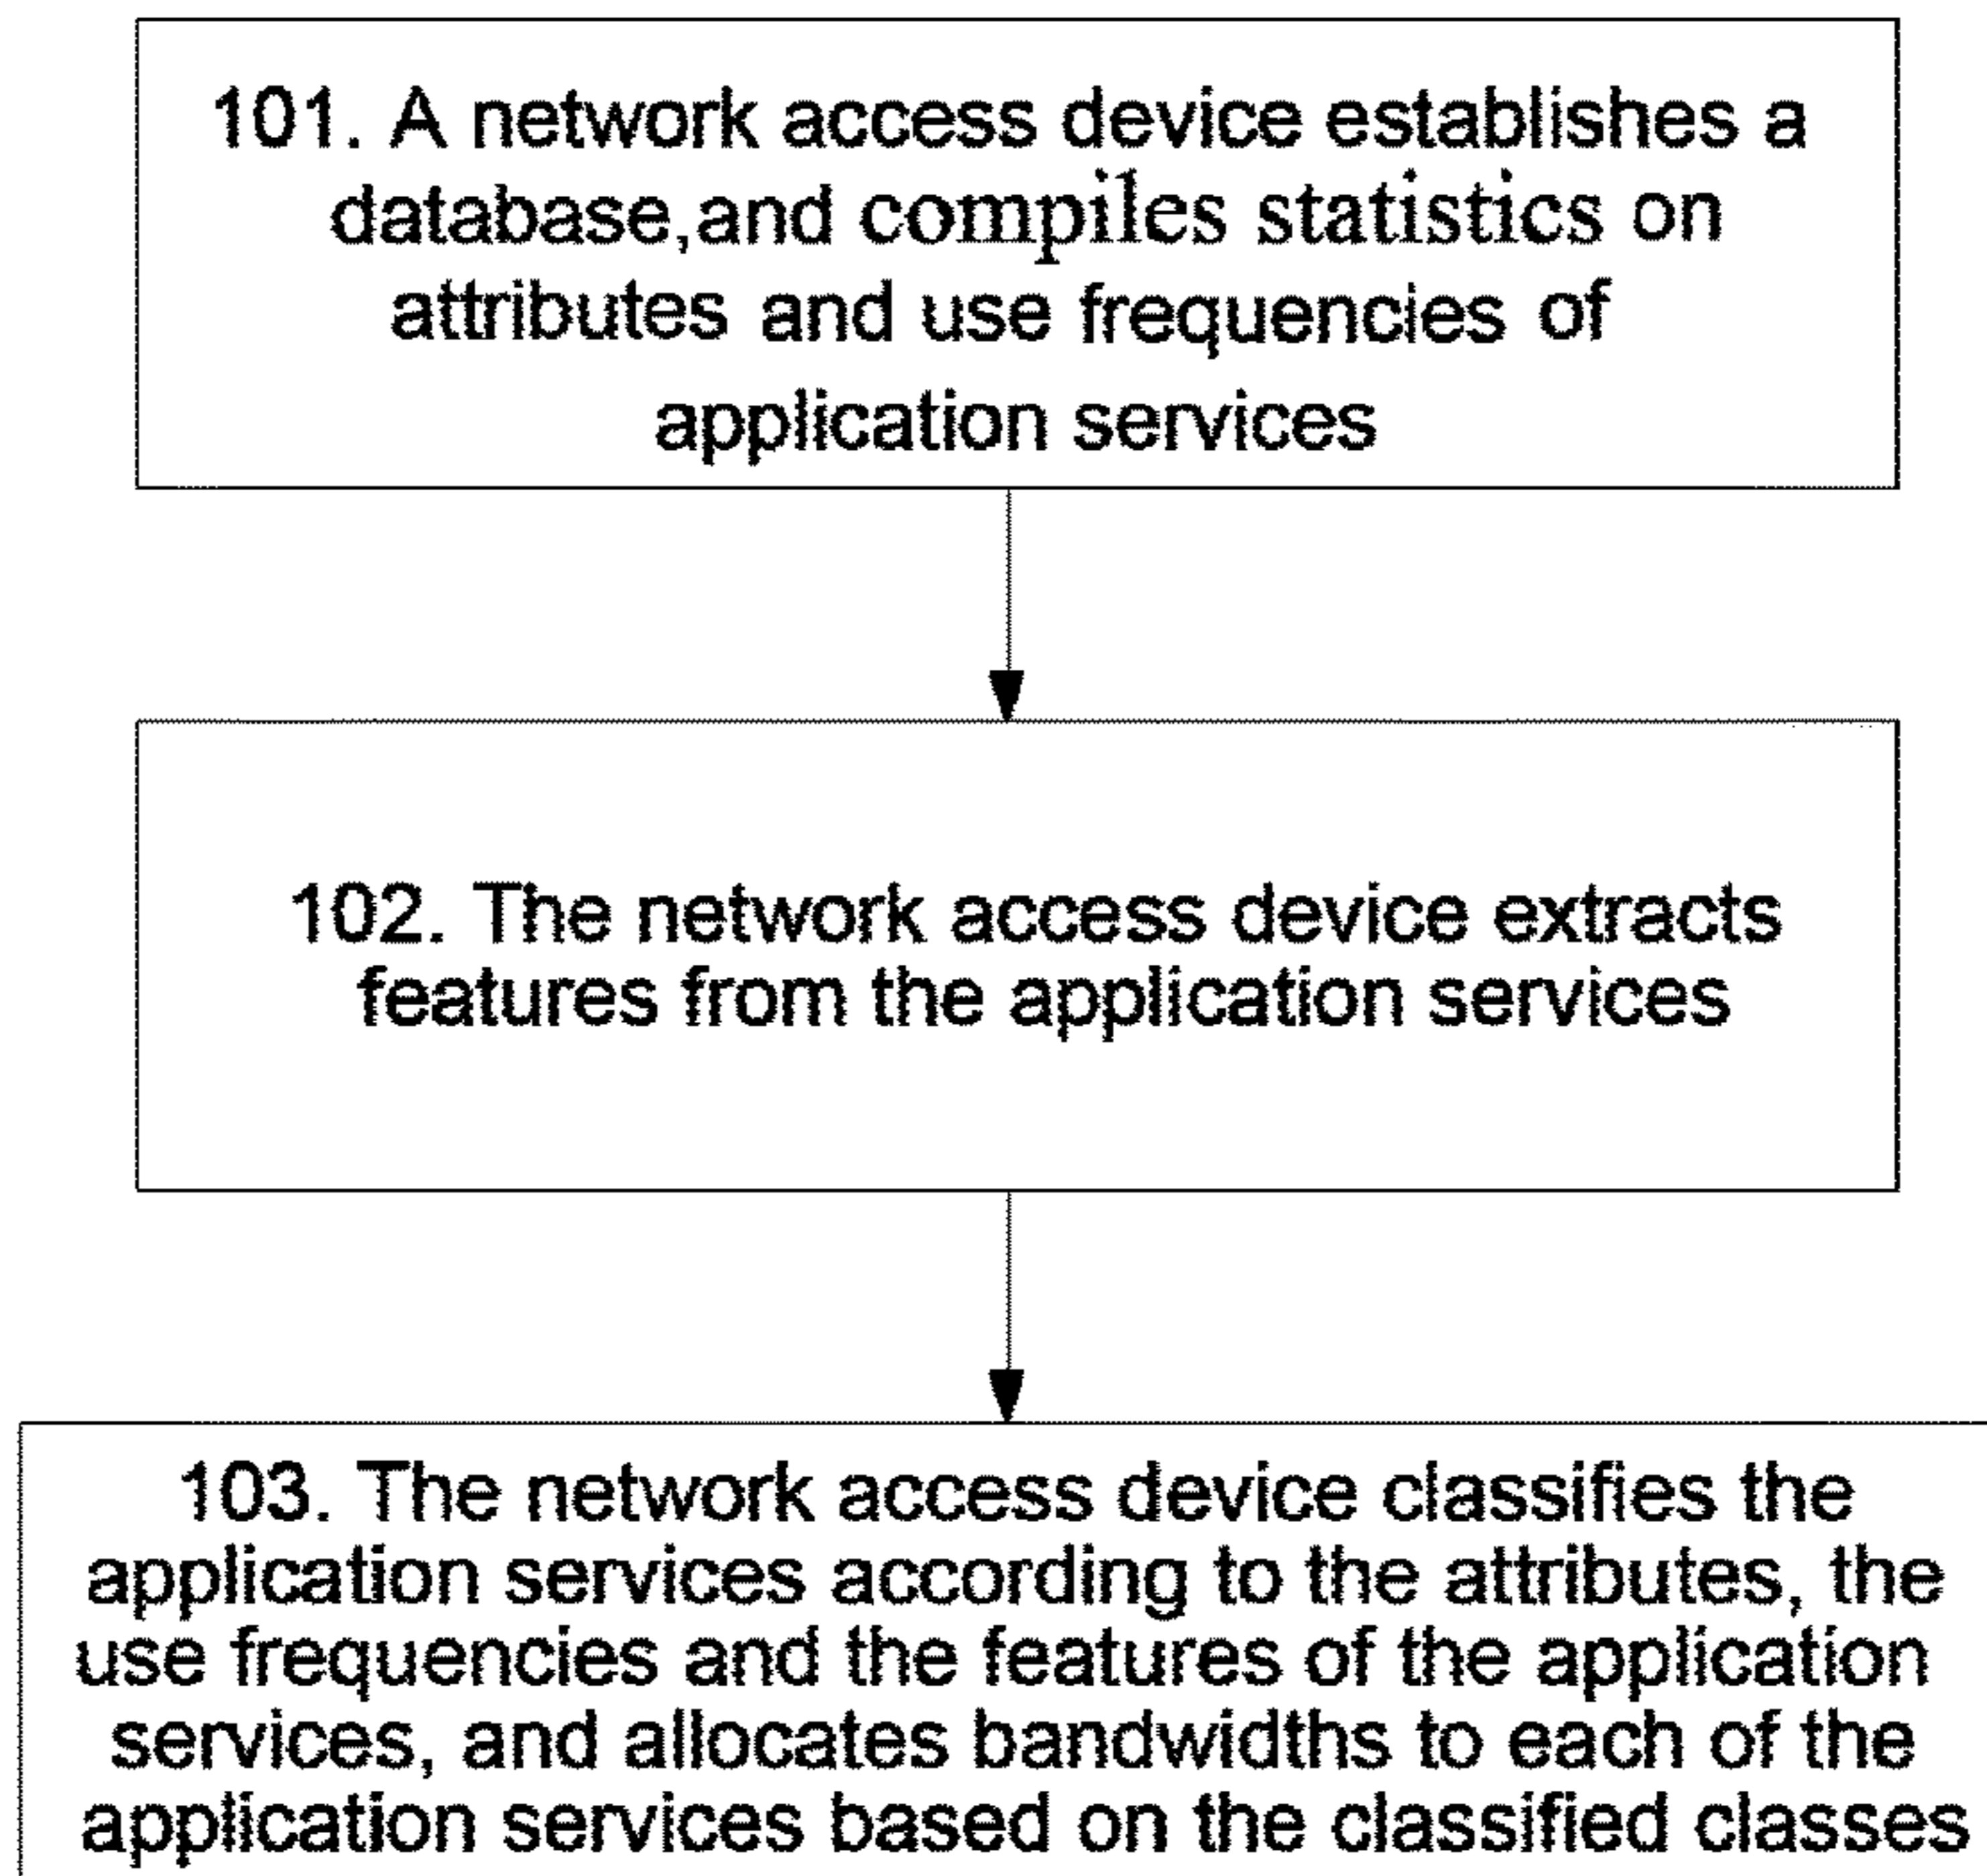 101. A network access device establishes a
database,and compiles statistics on
attributes and use frequencies of
application services
102. The network access device extracts
features from the application services
103. The network access device classifies the
application services according to the attributes, the
use frequencies and the features of the application
services, and allocates bandwidths to each of the
application services based on the classified classes